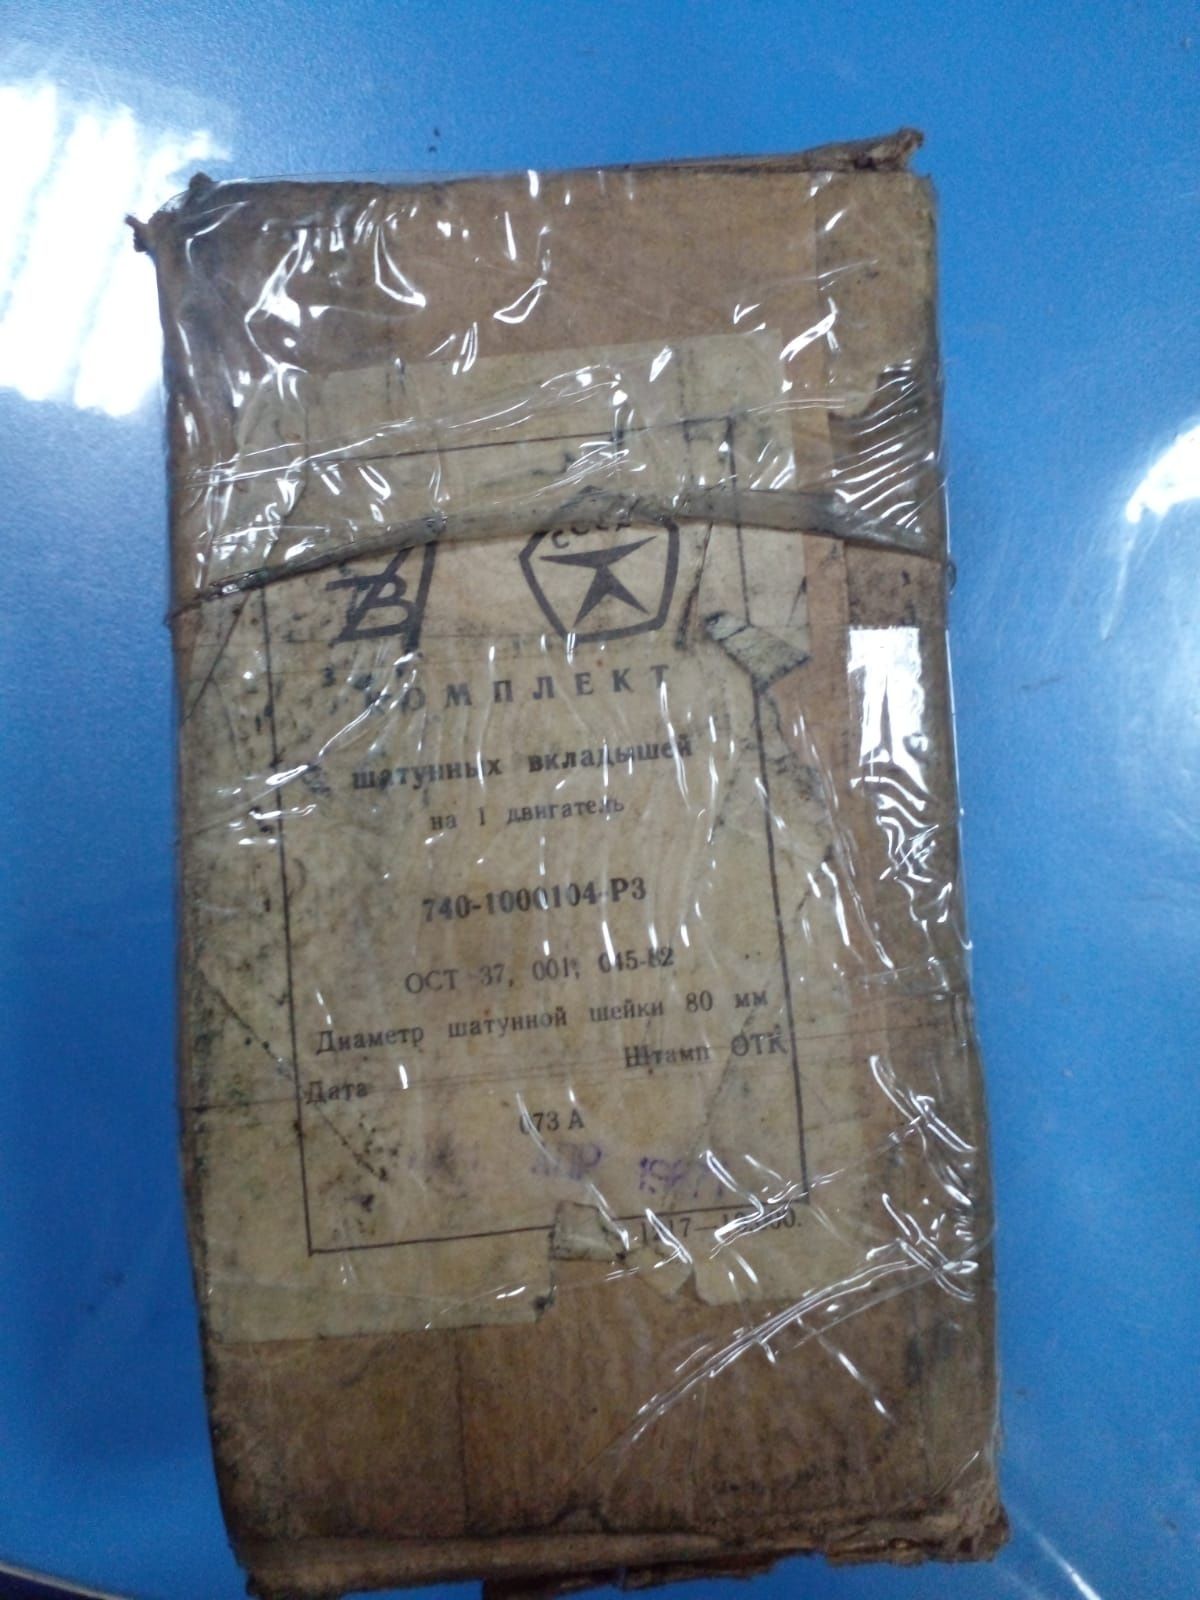 СССР
КОМПЛЕКТ
шатунных вкладышей
на 1 двигатель
740-1000104-Р3
ОСТ 37, 001, 045-82
Диаметр шатунной шейки 80 мм
Штамп ОТК
Дата
073 А
АПР